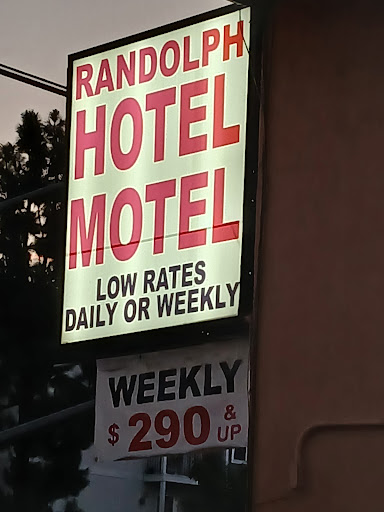 RANDOLPH
HOTEL
MOTEL
LOW RATES
DAILY OR WEEKLY
WEEKLY
$ 290 & UP